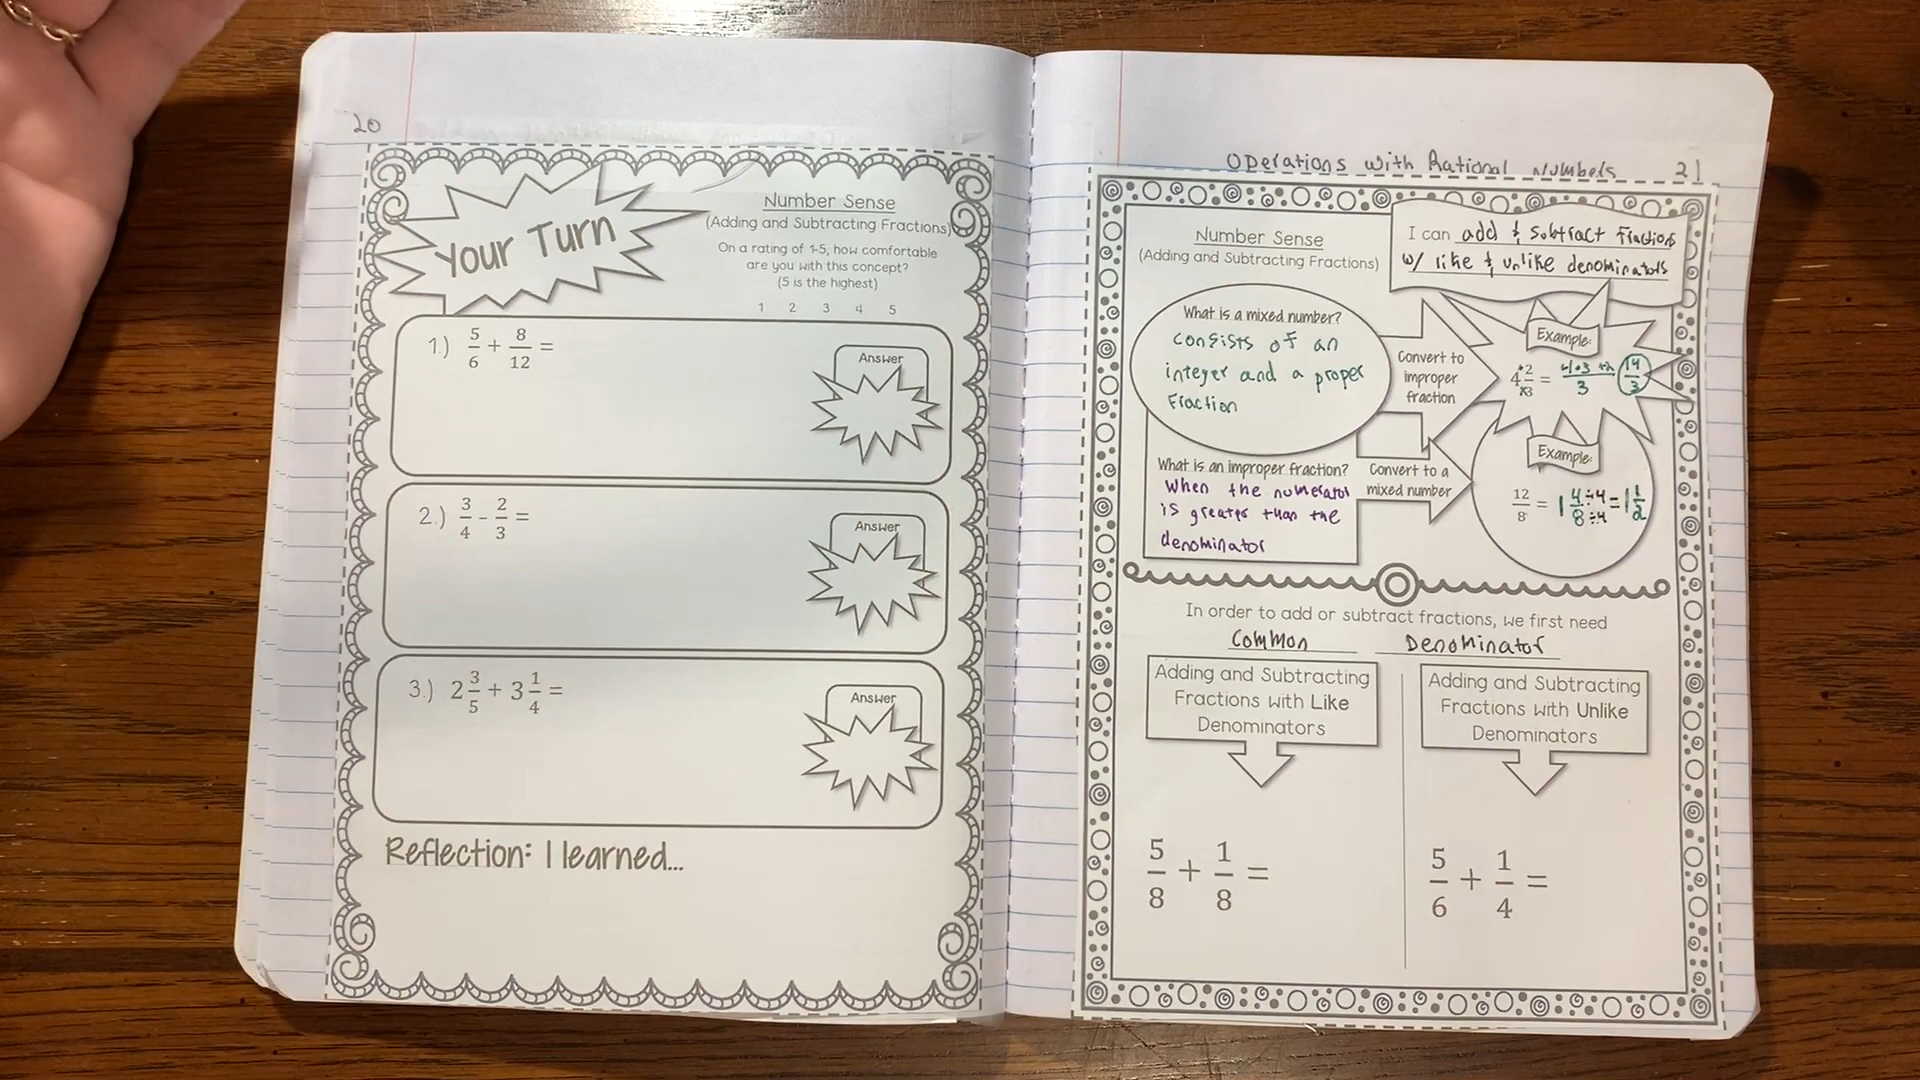 20
Your Turn
Number Sense
(Adding and Subtracting Fractions)
On a rating of 1-5, how comfortable
are you with this concept?
(5 is the highest)
1 2 3 4 5
1.) 5/6 + 8/12 =
Answer
2.) 3/4 - 2/3 =
Answer
3.) 2 3/5 + 3 1/4 =
Answer
Reflection: I learned...
Operations with Rational Numbers 21
Number Sense
(Adding and Subtracting Fractions)
I can add & subtract fractions
w/ like & unlike denominators
What is a mixed number?
consists of an
integer and a proper
fraction
Convert to
improper
fraction
Example:
4 +2/x3 = 4•3+2/3 14/3
What is an improper fraction?
When the numerator
is greater than the
denominator
Convert to a
mixed number
Example:
12/8 = 1 4÷4/8÷4 = 1 1/2
In order to add or subtract fractions, we first need
Common Denominator
Adding and Subtracting
Fractions with Like
Denominators
5/8 + 1/8 =
Adding and Subtracting
Fractions with Unlike
Denominators
5/6 + 1/4 =